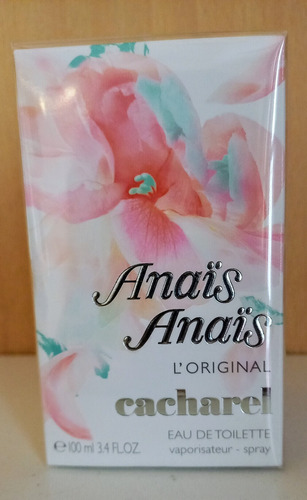 Anaïs
Anaïs
L'ORIGINAL
cacharel
EAU DE TOILETTE
℮100 ml 3.4 FL.OZ. vaporisateur - spray